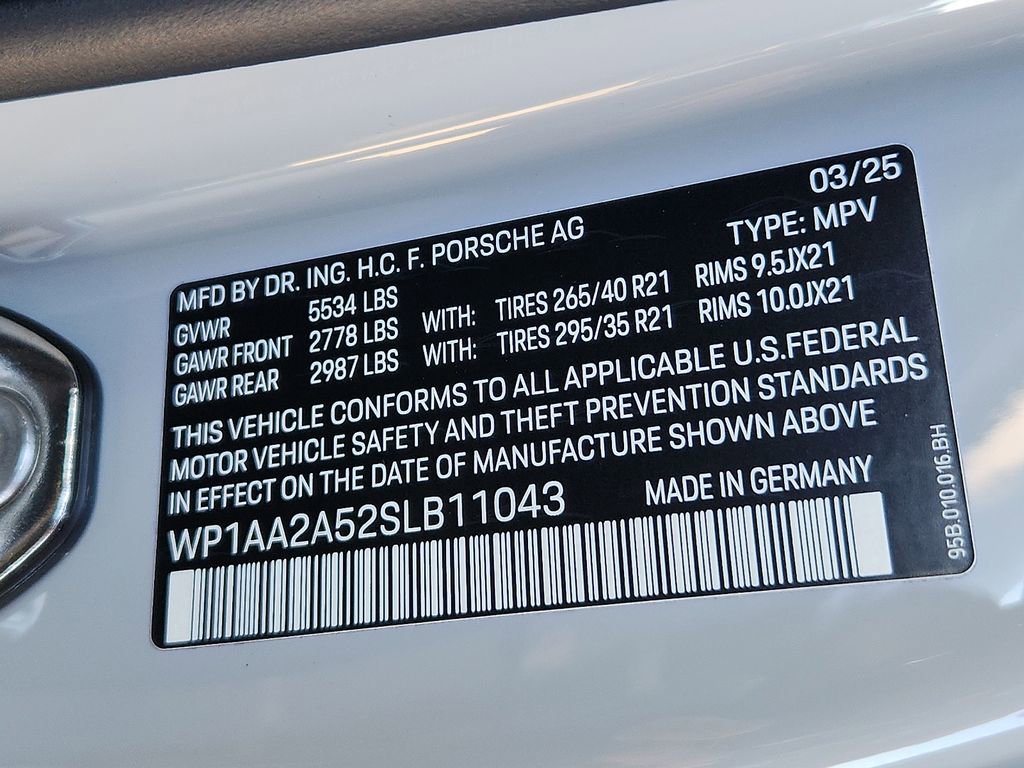 03/25
MFD BY DR. ING. H.C. F. PORSCHE AG TYPE: MPV
GVWR 5534 LBS
GAWR FRONT 2778 LBS WITH: TIRES 265/40 R21 RIMS 9.5JX21
GAWR REAR 2987 LBS WITH: TIRES 295/35 R21 RIMS 10.0JX21
THIS VEHICLE CONFORMS TO ALL APPLICABLE U.S.FEDERAL
MOTOR VEHICLE SAFETY AND THEFT PREVENTION STANDARDS
IN EFFECT ON THE DATE OF MANUFACTURE SHOWN ABOVE
WP1AA2A52SLB11043 MADE IN GERMANY
95B.010.016.BH